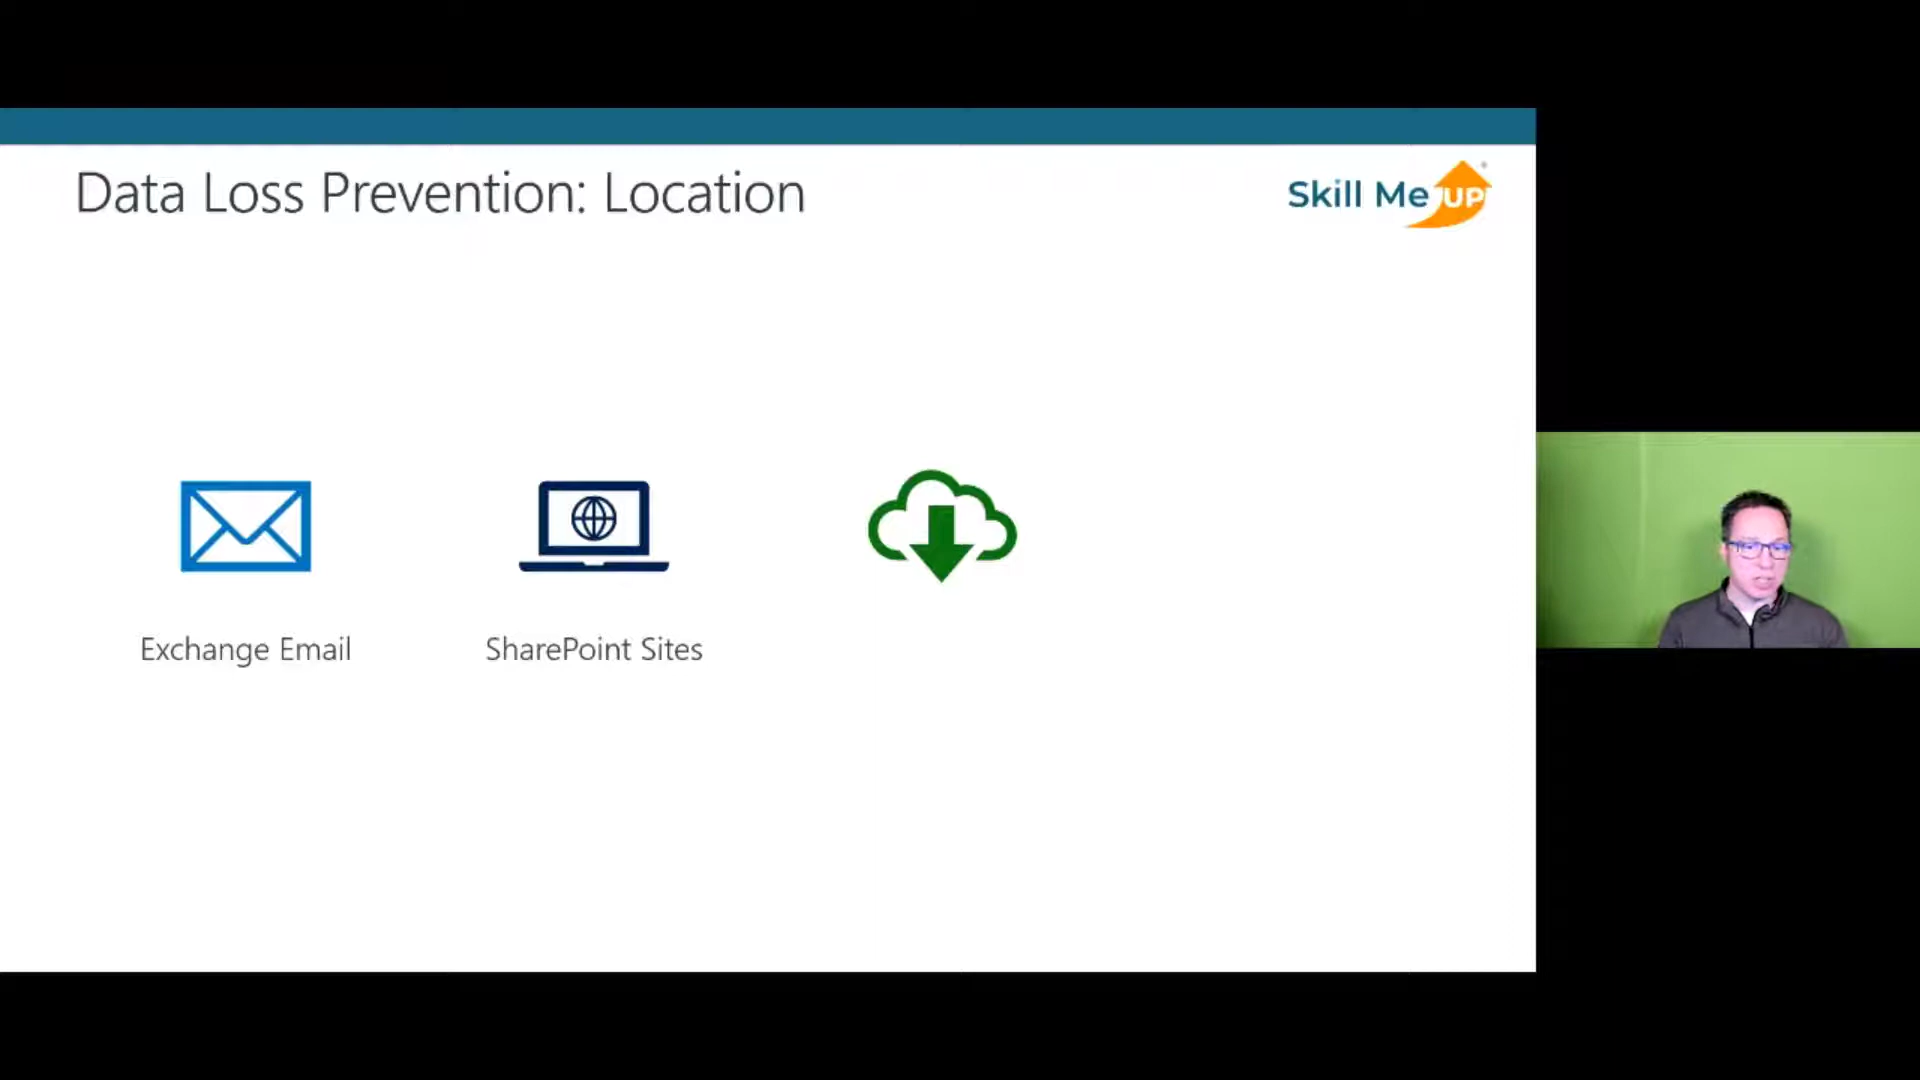 Data Loss Prevention: Location
Skill Me UP
Exchange Email
SharePoint Sites